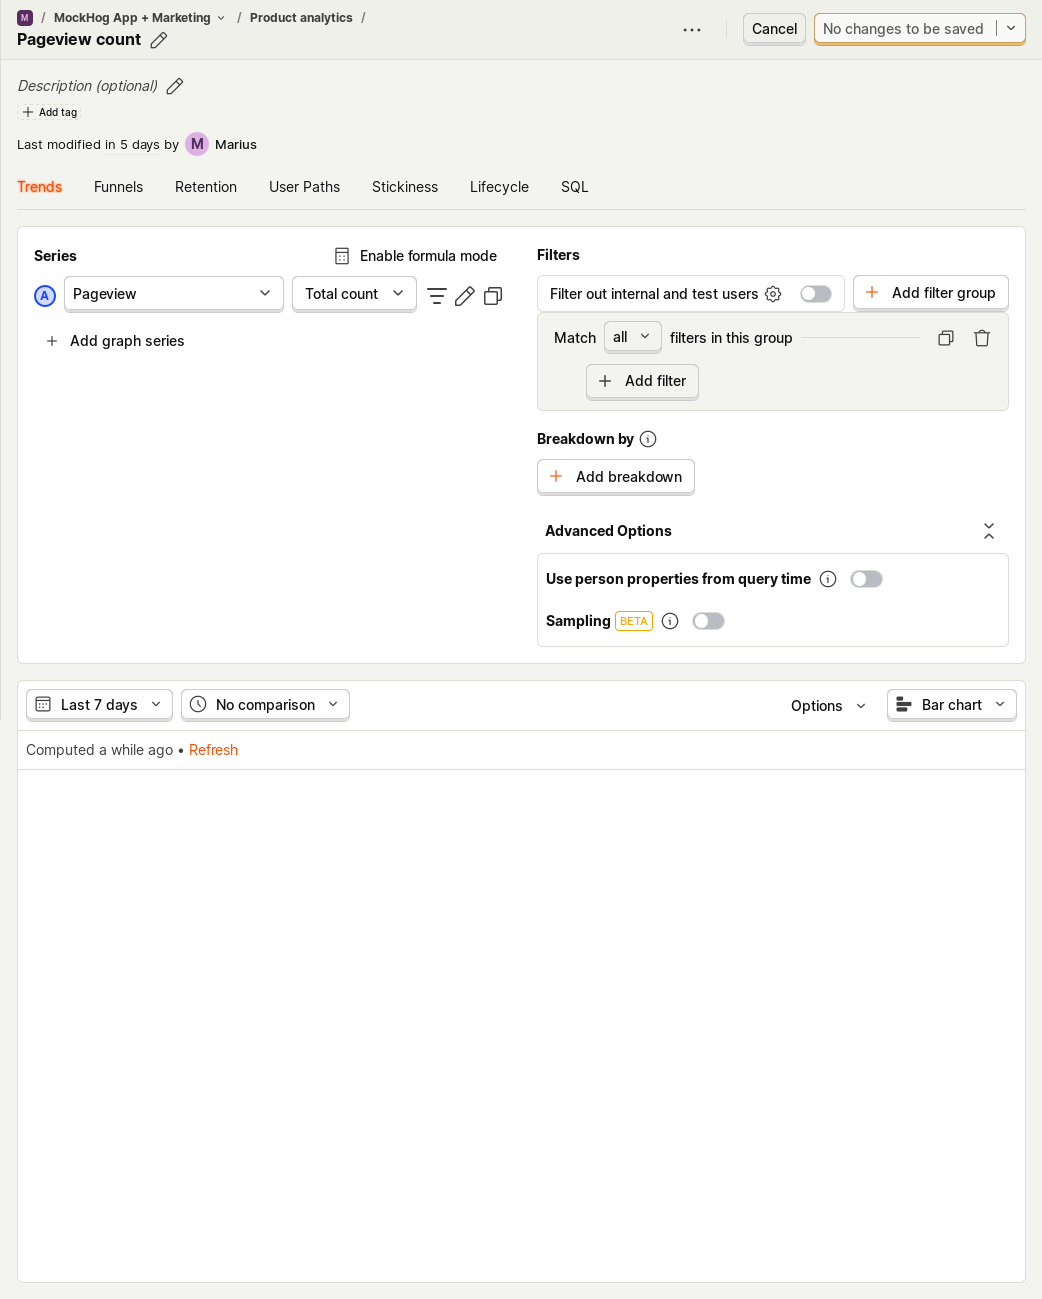 M / MockHog App + Marketing / Product analytics /
Pageview count
Cancel
No changes to be saved
Description (optional)
Add tag
Last modified in 5 days by M Marius
Trends Funnels Retention User Paths Stickiness Lifecycle SQL
Series
Enable formula mode
A Pageview Total count
Add graph series
Filters
Filter out internal and test users
Add filter group
Match all filters in this group
Add filter
Breakdown by
Add breakdown
Advanced Options
Use person properties from query time
Sampling BETA
Last 7 days No comparison Options Bar chart
Computed a while ago • Refresh